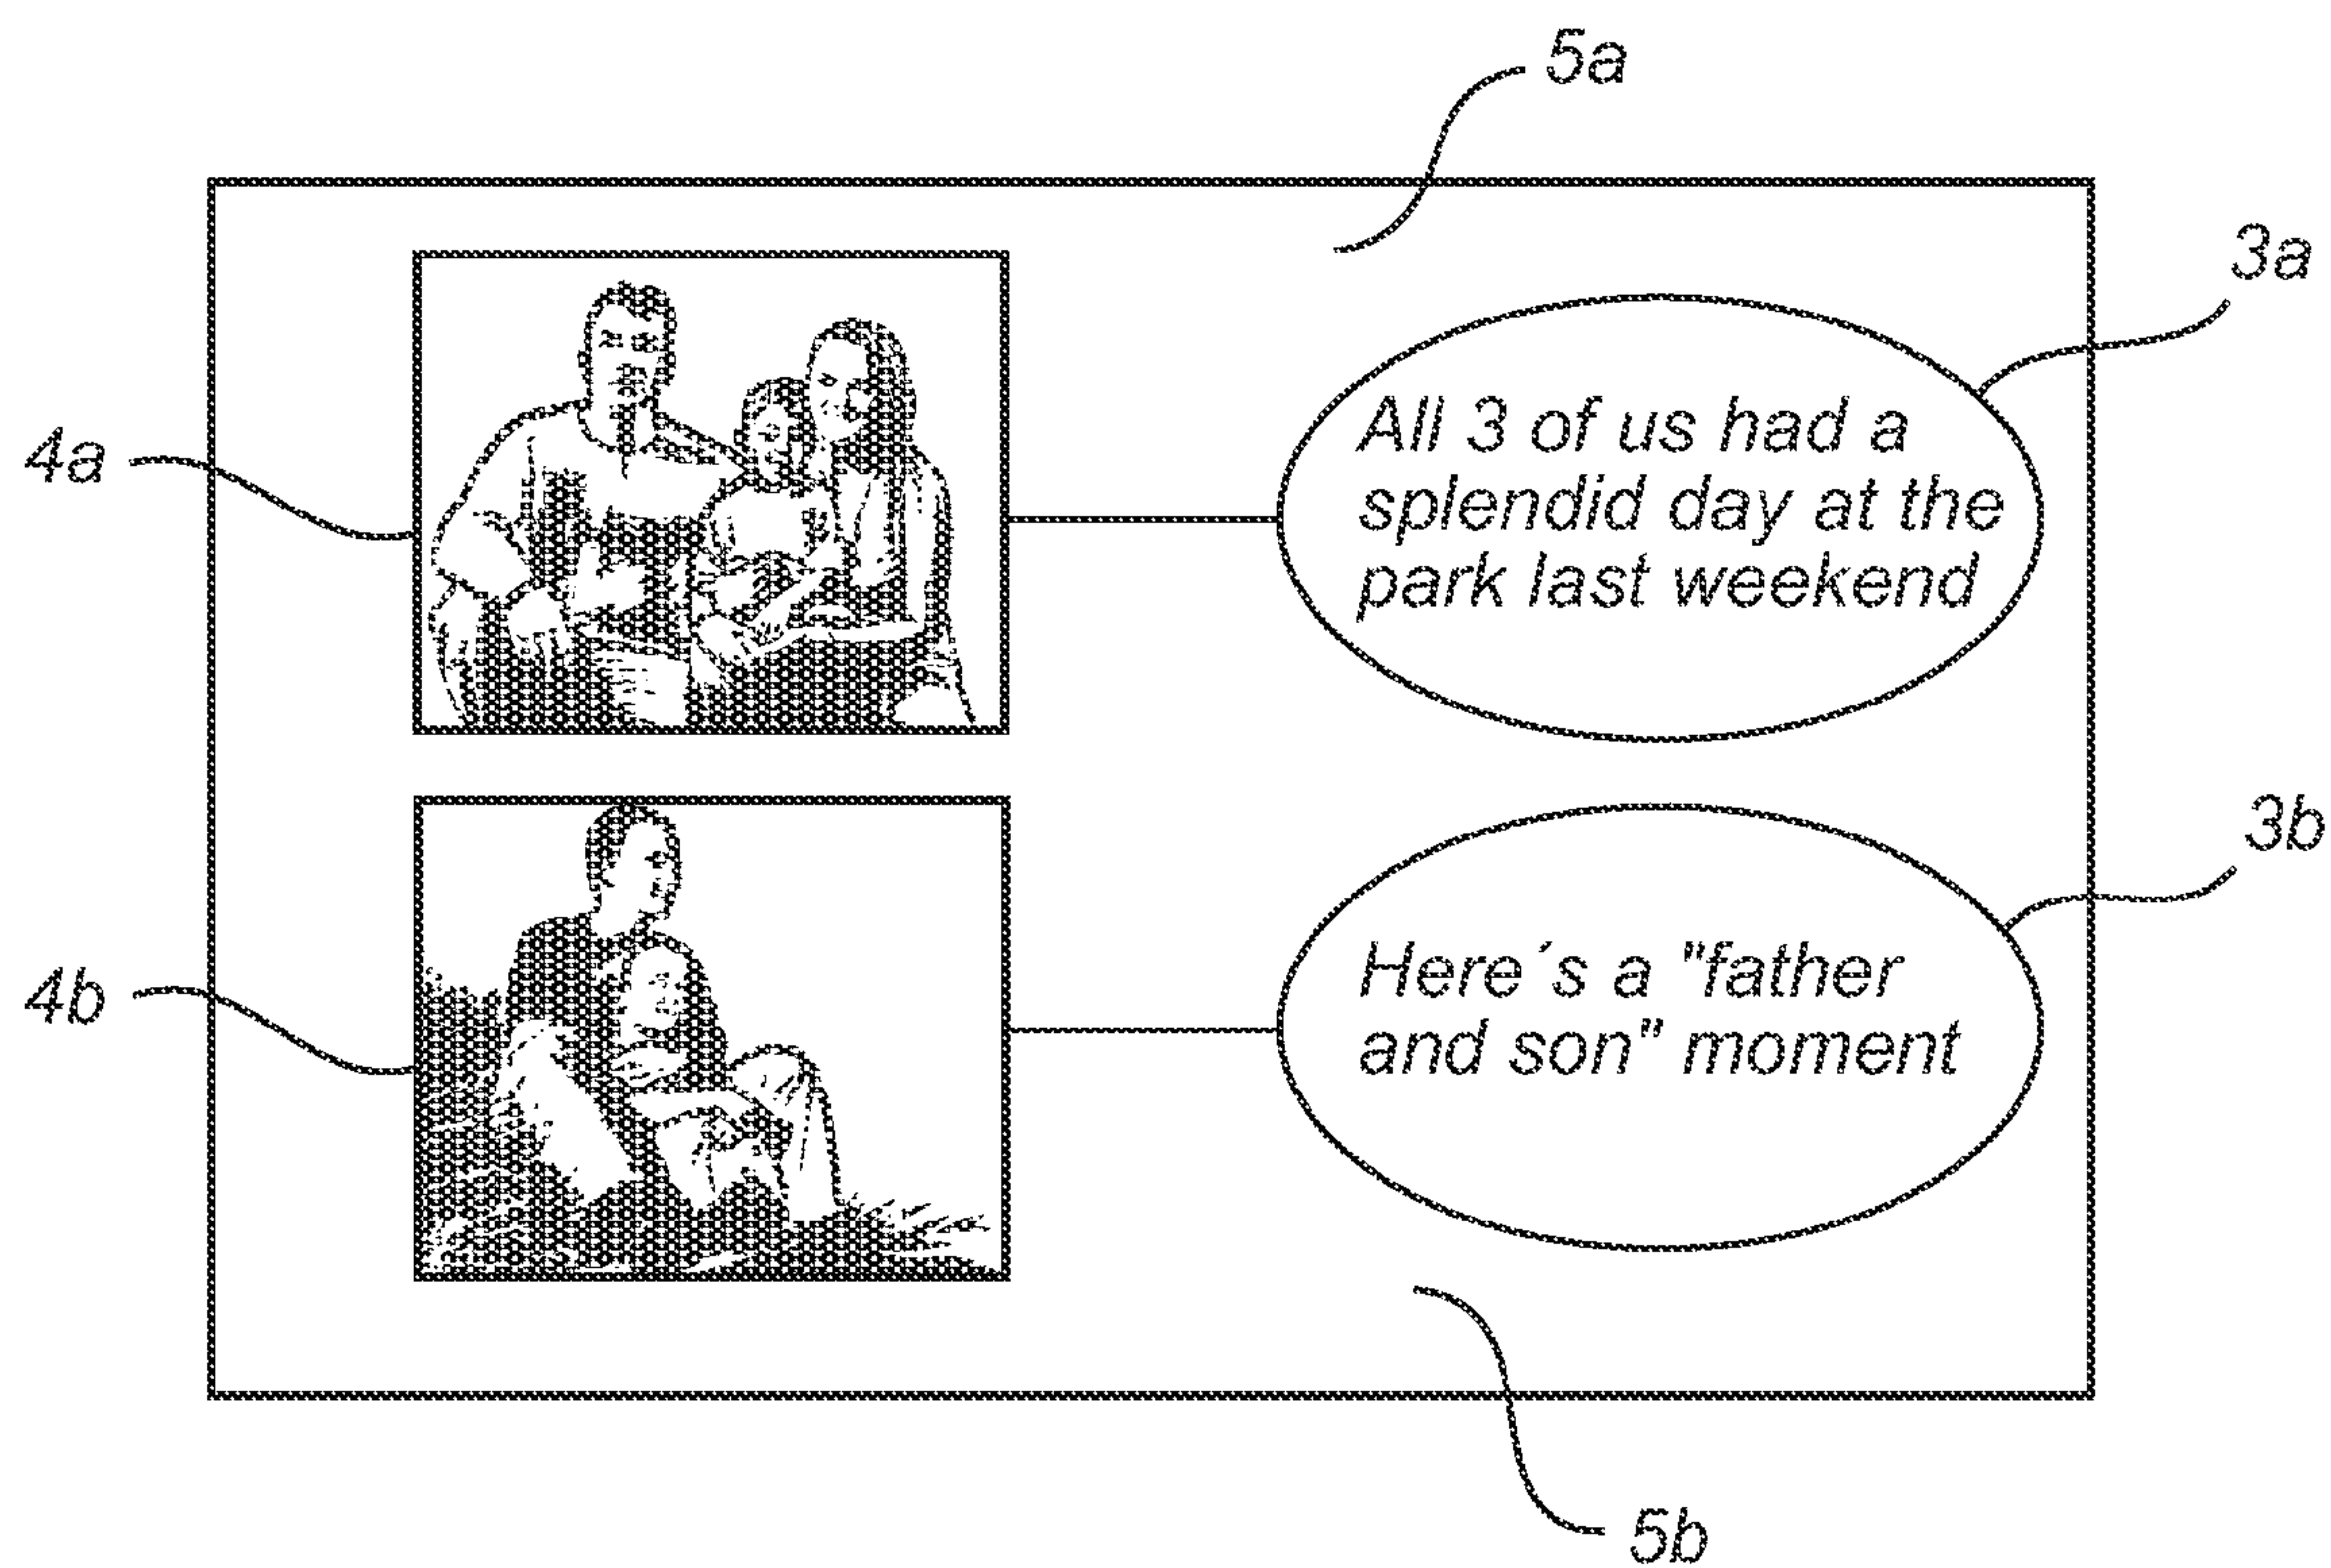 5a
3a
All 3 of us had a
splendid day at the
park last weekend
4a
3b
Here´s a "father
and son" moment
4b
5b